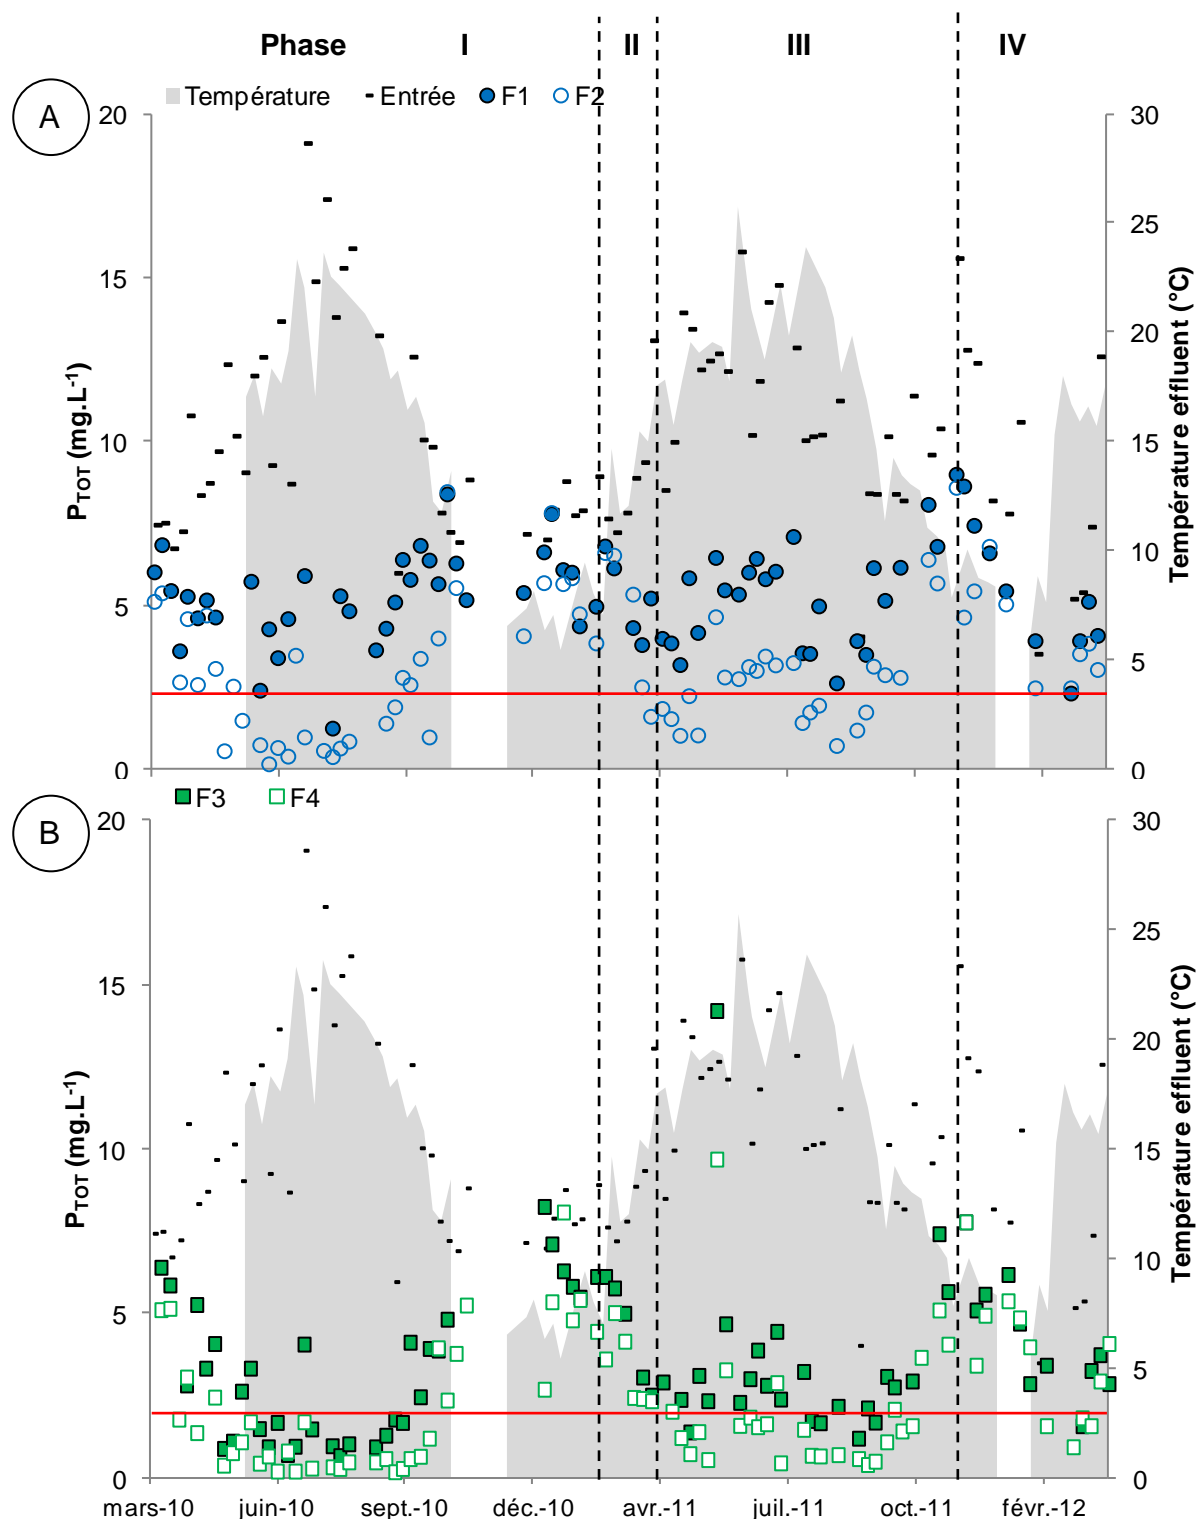 Phase I II III IV
A
Température Entrée F1 F2
20 30
25
15
20
10 15
10
5
5
0 0
P_TOT (mg.L⁻¹)
Température effluent (°C)
F3 F4
B
20 30
25
15
20
10 15
10
5
5
0 0
P_TOT (mg.L⁻¹)
Température effluent (°C)
mars-10 juin-10 sept.-10 déc.-10 avr.-11 juil.-11 oct.-11 févr.-12